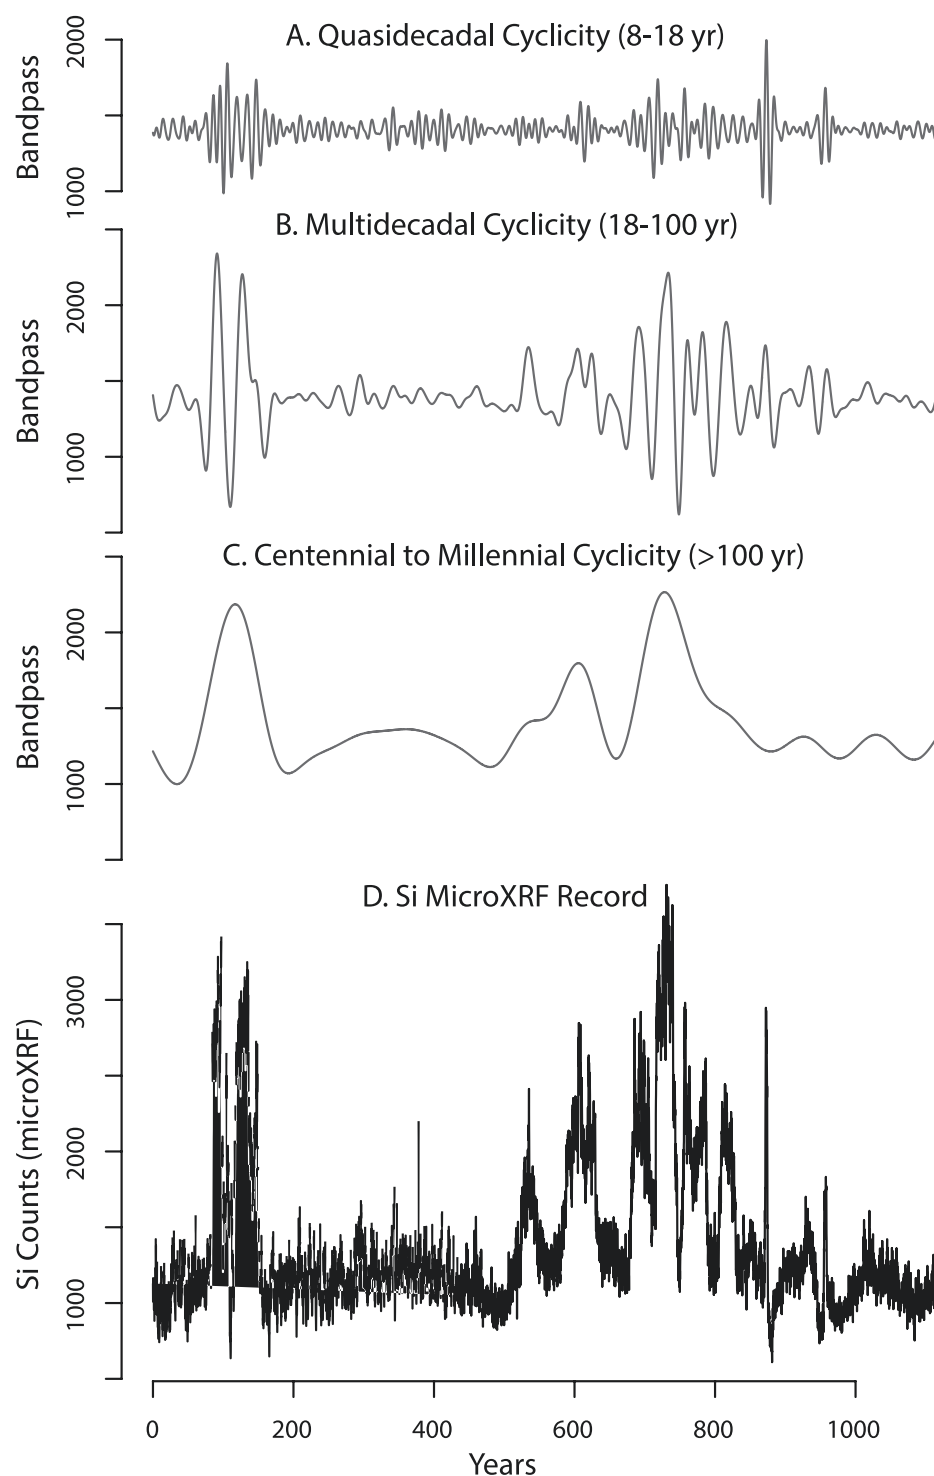 A. Quasidecadal Cyclicity (8-18 yr)
Bandpass
2000
1000
B. Multidecadal Cyclicity (18-100 yr)
Bandpass
2000
1000
C. Centennial to Millennial Cyclicity (>100 yr)
Bandpass
2000
1000
D. Si MicroXRF Record
Si Counts (microXRF)
3000
2000
1000
0 200 400 600 800 1000
Years